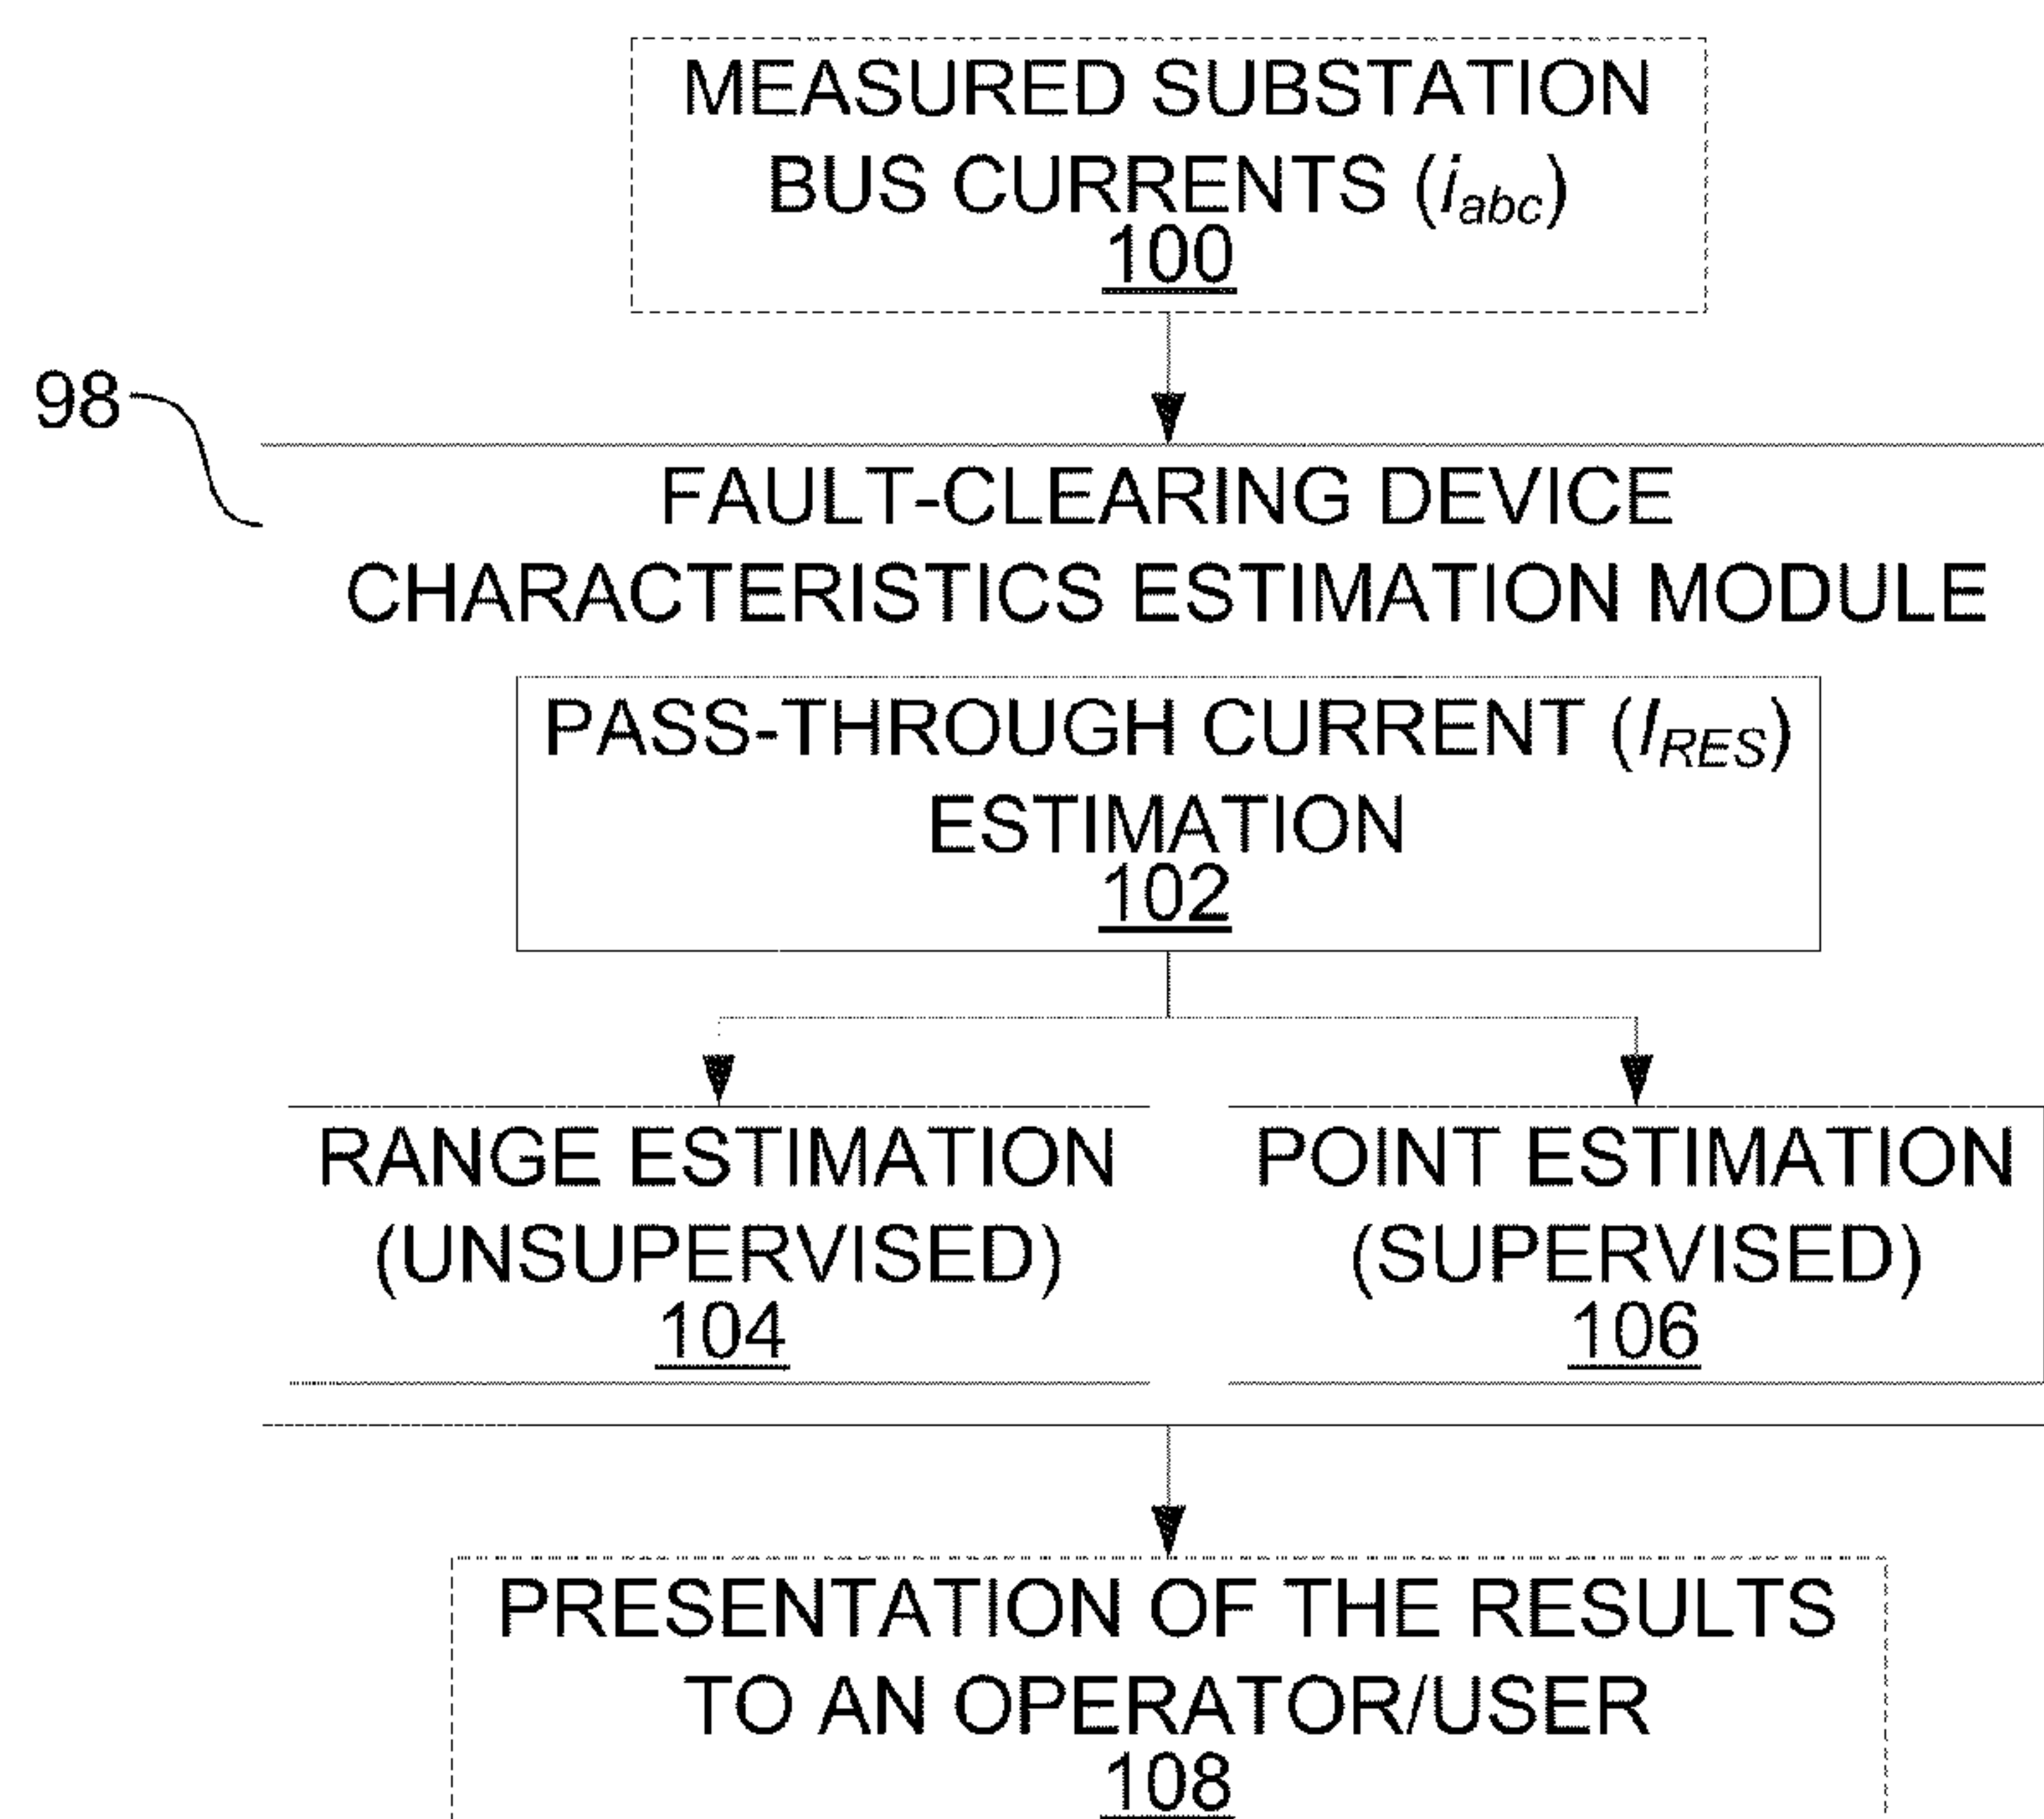 MEASURED SUBSTATION
BUS CURRENTS (iabc)
100
98
FAULT-CLEARING DEVICE
CHARACTERISTICS ESTIMATION MODULE
PASS-THROUGH CURRENT (IRES)
ESTIMATION
102
RANGE ESTIMATION
(UNSUPERVISED)
104
POINT ESTIMATION
(SUPERVISED)
106
PRESENTATION OF THE RESULTS
TO AN OPERATOR/USER
108